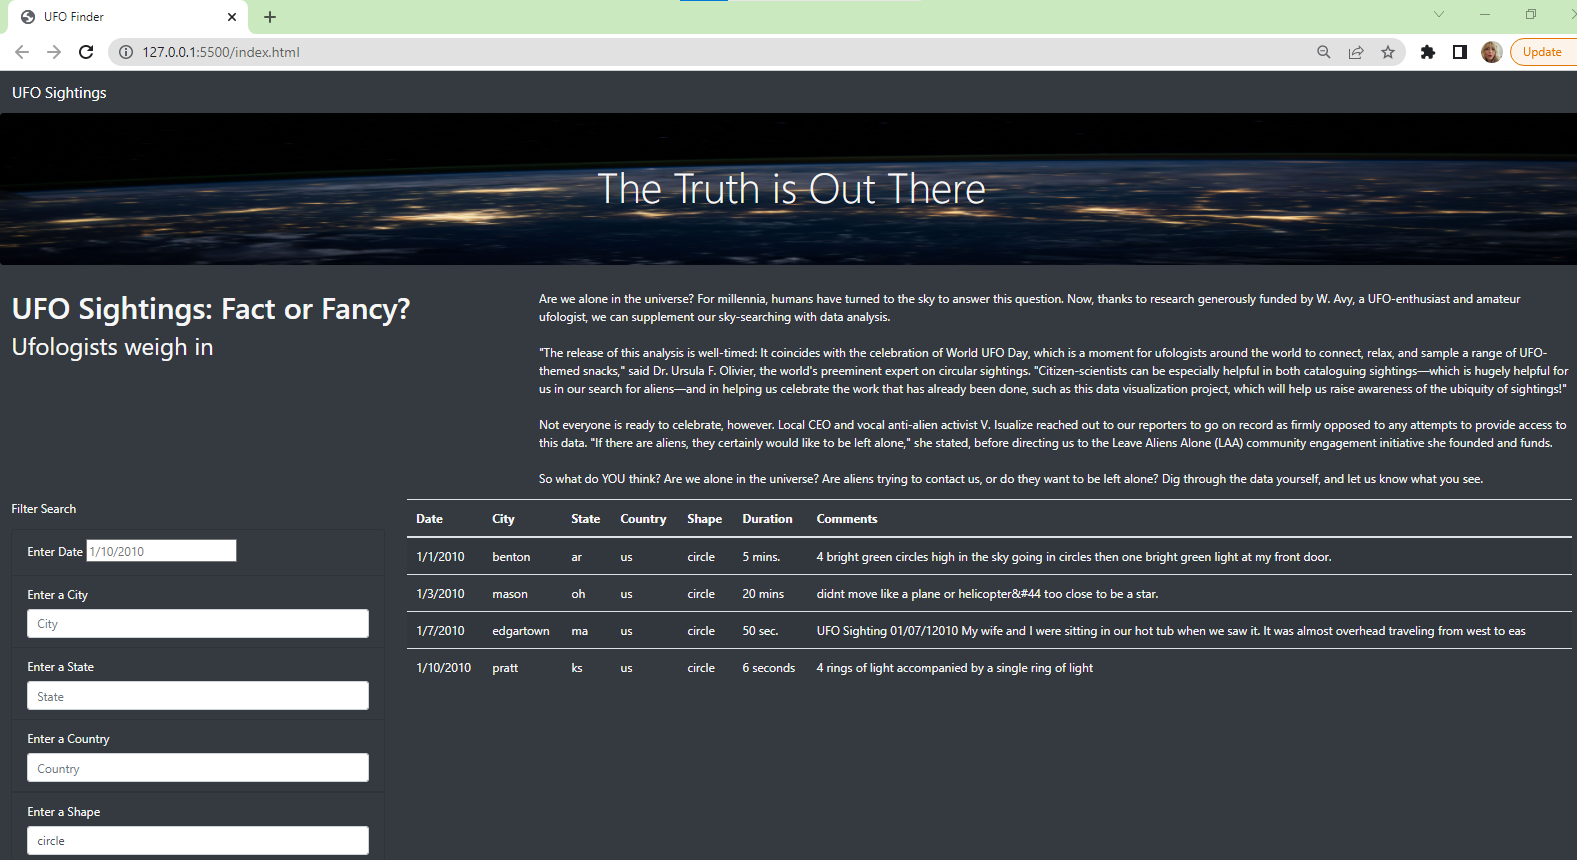 UFO Finder
127.0.0.1:5500/index.html
Update
UFO Sightings
The Truth is Out There
UFO Sightings: Fact or Fancy?
Ufologists weigh in
Are we alone in the universe? For millennia, humans have turned to the sky to answer this question. Now, thanks to research generously funded by W. Avy, a UFO-enthusiast and amateur
ufologist, we can supplement our sky-searching with data analysis.
"The release of this analysis is well-timed: It coincides with the celebration of World UFO Day, which is a moment for ufologists around the world to connect, relax, and sample a range of UFO-
themed snacks," said Dr. Ursula F. Olivier, the world's preeminent expert on circular sightings. "Citizen-scientists can be especially helpful in both cataloguing sightings—which is hugely helpful for
us in our search for aliens—and in helping us celebrate the work that has already been done, such as this data visualization project, which will help us raise awareness of the ubiquity of sightings!"
Not everyone is ready to celebrate, however. Local CEO and vocal anti-alien activist V. Isualize reached out to our reporters to go on record as firmly opposed to any attempts to provide access to
this data. "If there are aliens, they certainly would like to be left alone," she stated, before directing us to the Leave Aliens Alone (LAA) community engagement initiative she founded and funds.
So what do YOU think? Are we alone in the universe? Are aliens trying to contact us, or do they want to be left alone? Dig through the data yourself, and let us know what you see.
Filter Search
Enter Date 1/10/2010
Enter a City
City
Enter a State
State
Enter a Country
Country
Enter a Shape
circle
Date City State Country Shape Duration Comments
1/1/2010 benton ar us circle 5 mins. 4 bright green circles high in the sky going in circles then one bright green light at my front door.
1/3/2010 mason oh us circle 20 mins didnt move like a plane or helicopter&#44 too close to be a star.
1/7/2010 edgartown ma us circle 50 sec. UFO Sighting 01/07/12010 My wife and I were sitting in our hot tub when we saw it. It was almost overhead traveling from west to eas
1/10/2010 pratt ks us circle 6 seconds 4 rings of light accompanied by a single ring of light